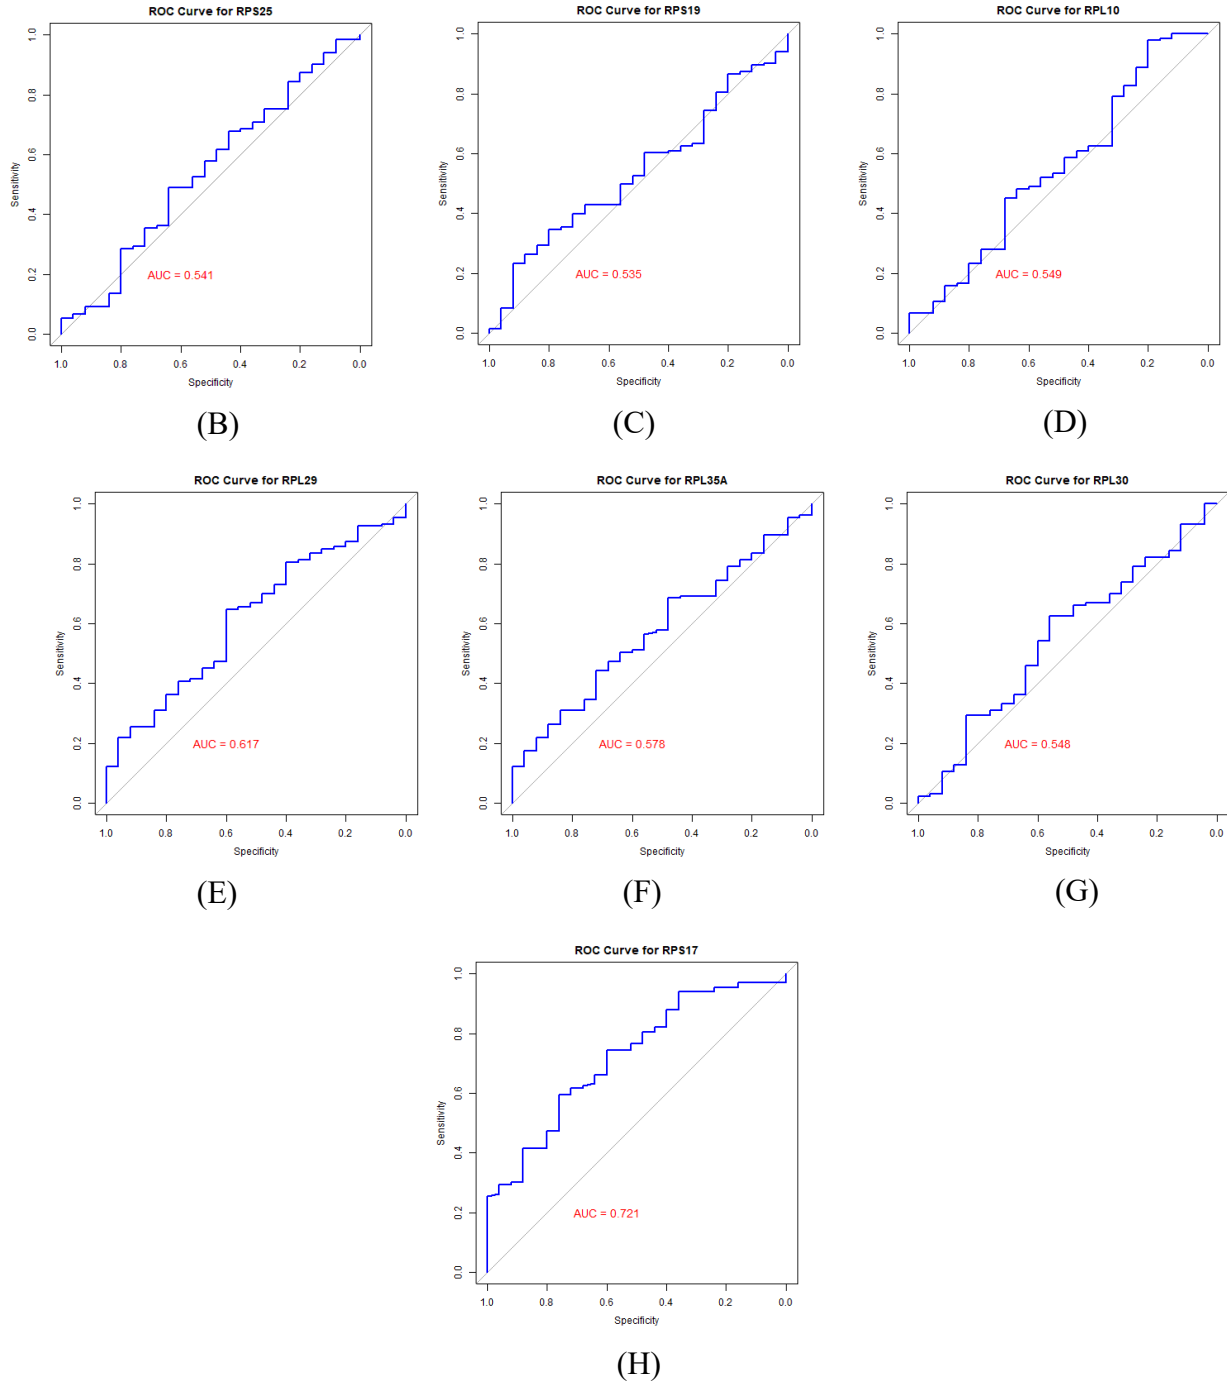 ROC Curve for RPS25
Sensitivity
0.0 0.2 0.4 0.6 0.8 1.0
AUC = 0.541
1.0 0.8 0.6 0.4 0.2 0.0
Specificity
(B)
ROC Curve for RPS19
Sensitivity
0.0 0.2 0.4 0.6 0.8 1.0
AUC = 0.535
1.0 0.8 0.6 0.4 0.2 0.0
Specificity
(C)
ROC Curve for RPL10
Sensitivity
0.0 0.2 0.4 0.6 0.8 1.0
AUC = 0.549
1.0 0.8 0.6 0.4 0.2 0.0
Specificity
(D)
ROC Curve for RPL29
Sensitivity
0.0 0.2 0.4 0.6 0.8 1.0
AUC = 0.617
1.0 0.8 0.6 0.4 0.2 0.0
Specificity
(E)
ROC Curve for RPL35A
Sensitivity
0.0 0.2 0.4 0.6 0.8 1.0
AUC = 0.578
1.0 0.8 0.6 0.4 0.2 0.0
Specificity
(F)
ROC Curve for RPL30
Sensitivity
0.0 0.2 0.4 0.6 0.8 1.0
AUC = 0.548
1.0 0.8 0.6 0.4 0.2 0.0
Specificity
(G)
ROC Curve for RPS17
Sensitivity
0.0 0.2 0.4 0.6 0.8 1.0
AUC = 0.721
1.0 0.8 0.6 0.4 0.2 0.0
Specificity
(H)